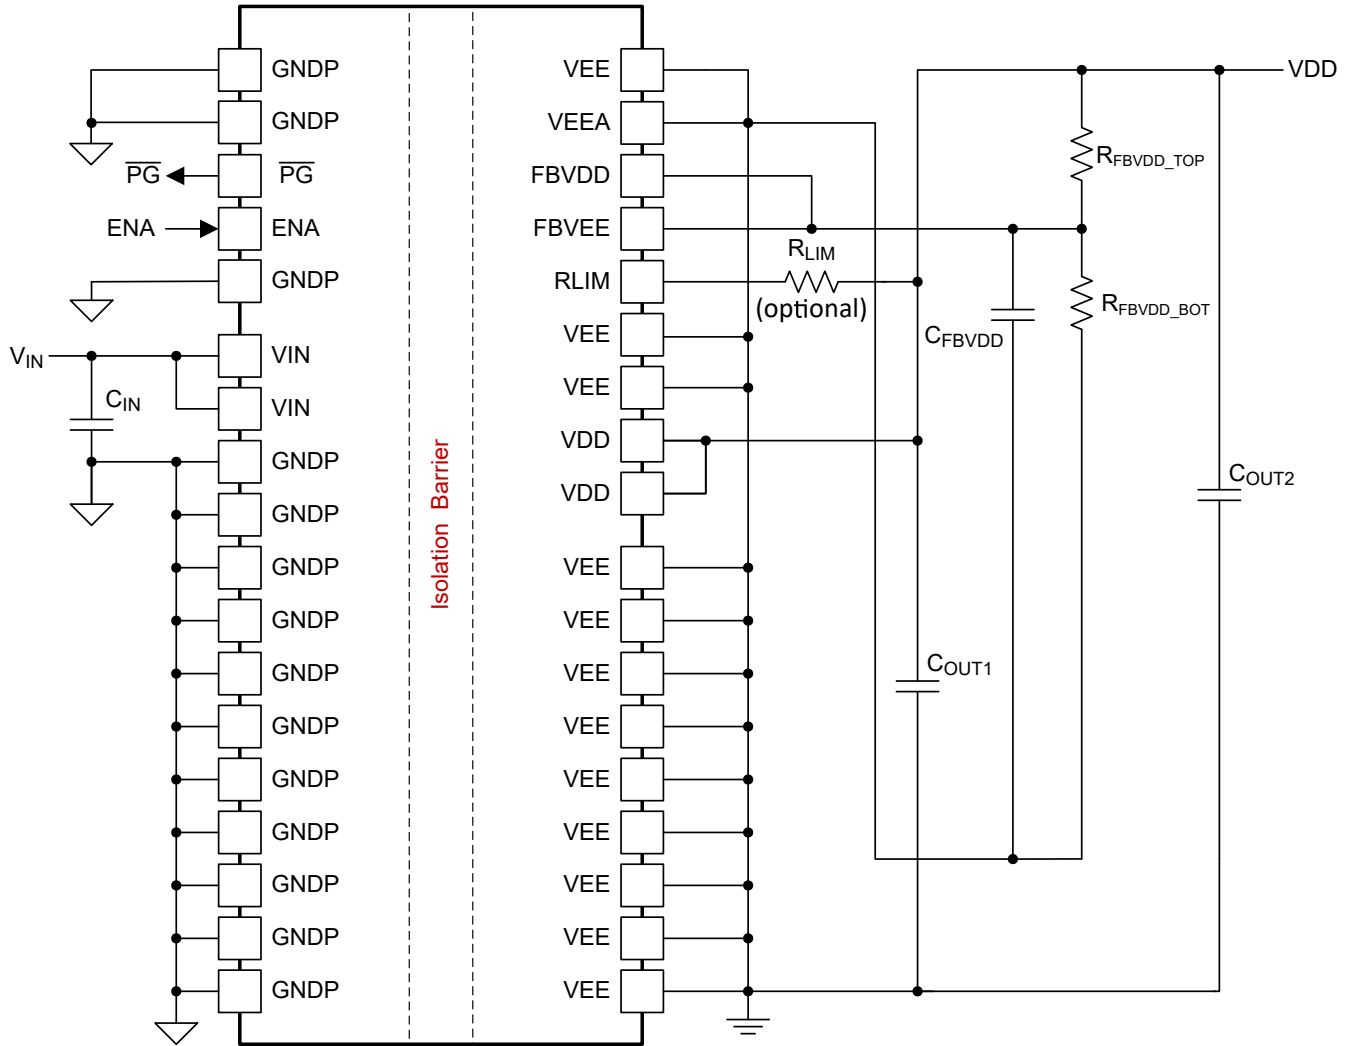 GNDP
GNDP
PG
PG
ENA
ENA
GNDP
VIN
VIN
CIN
VIN
GNDP
GNDP
GNDP
GNDP
GNDP
GNDP
GNDP
GNDP
GNDP
GNDP
GNDP
Isolation Barrier
VEE
VEEA
FBVDD
FBVEE
RLIM
VEE
VEE
VDD
VDD
VEE
VEE
VEE
VEE
VEE
VEE
VEE
VEE
VEE
RLIM
(optional)
VDD
RFBVDD_TOP
RFBVDD_BOT
CFBVDD
COUT2
COUT1